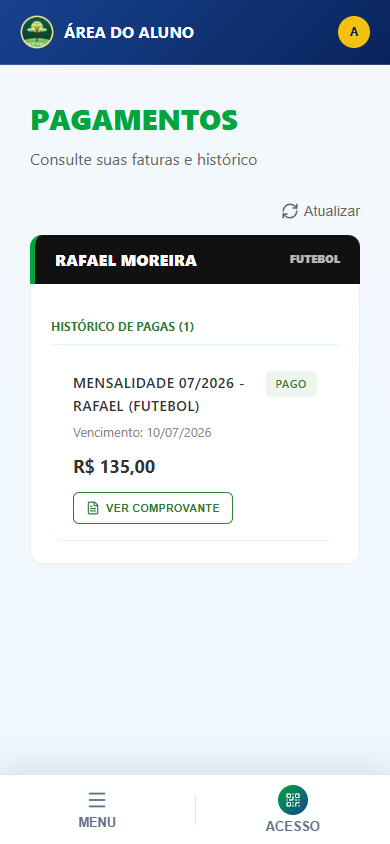 ÁREA DO ALUNO
A
PAGAMENTOS
Consulte suas faturas e histórico
Atualizar
RAFAEL MOREIRA
FUTEBOL
HISTÓRICO DE PAGAS (1)
MENSALIDADE 07/2026 -
RAFAEL (FUTEBOL)
PAGO
Vencimento: 10/07/2026
R$ 135,00
VER COMPROVANTE
MENU
ACESSO